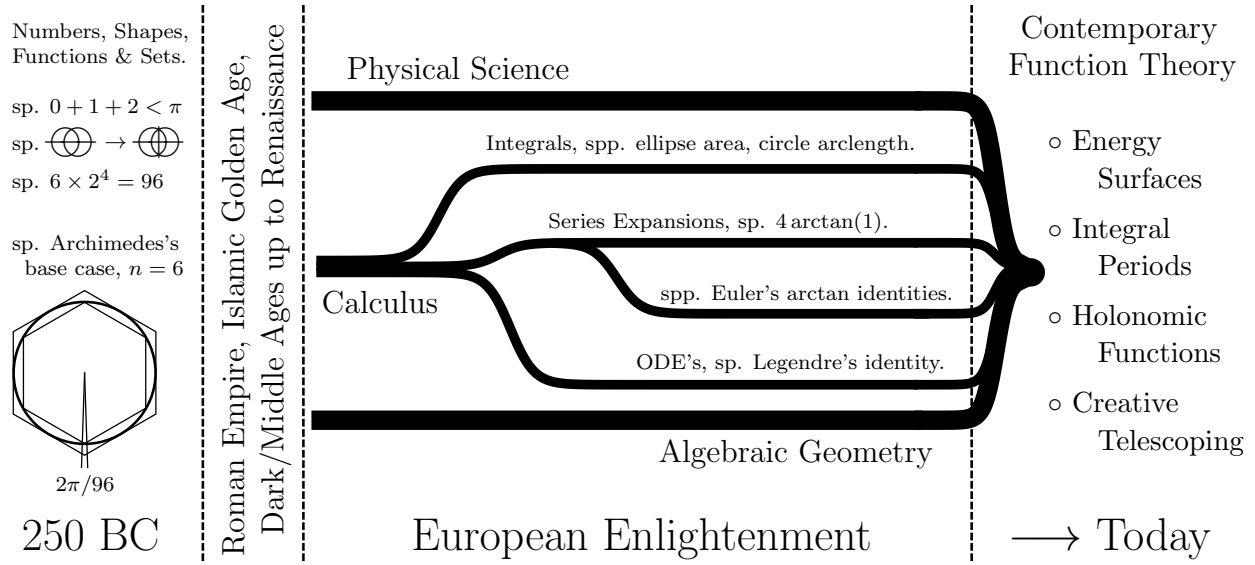 Numbers, Shapes,
Functions & Sets.
sp. 0 + 1 + 2 < π
sp. →
sp. 6 × 2⁴ = 96
sp. Archimedes's
base case, n = 6
2π/96
250 BC
Roman Empire, Islamic Golden Age,
Dark/Middle Ages up to Renaissance
Physical Science
Integrals, spp. ellipse area, circle arclength.
Series Expansions, sp. 4 arctan(1).
Calculus
spp. Euler's arctan identities.
ODE's, sp. Legendre's identity.
Algebraic Geometry
European Enlightenment
Contemporary
Function Theory
∘ Energy
Surfaces
∘ Integral
Periods
∘ Holonomic
Functions
∘ Creative
Telescoping
⟶ Today